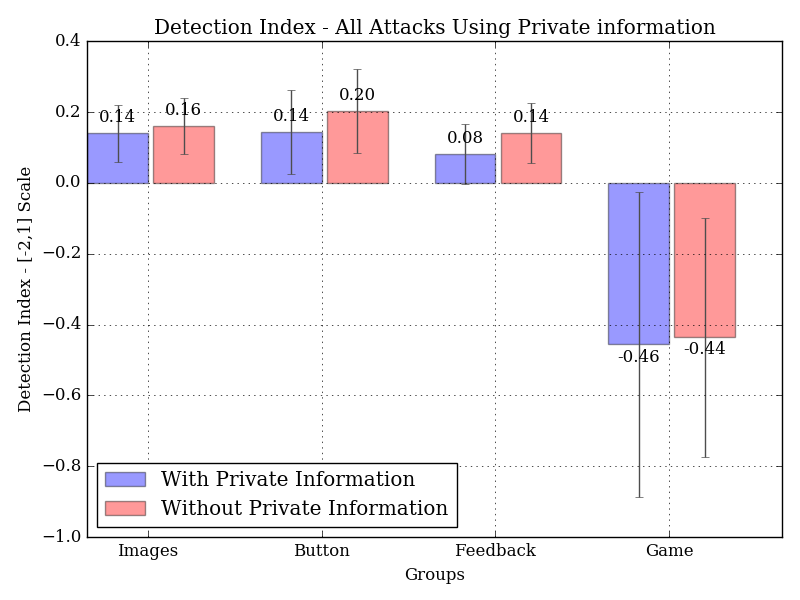 Detection Index - All Attacks Using Private information
0.4
0.2
0.0
−0.2
−0.4
−0.6
−0.8
−1.0
Detection Index - [-2,1] Scale
0.14
0.16
0.14
0.20
0.08
0.14
-0.46
-0.44
With Private Information
Without Private Information
Images
Button
Feedback
Game
Groups